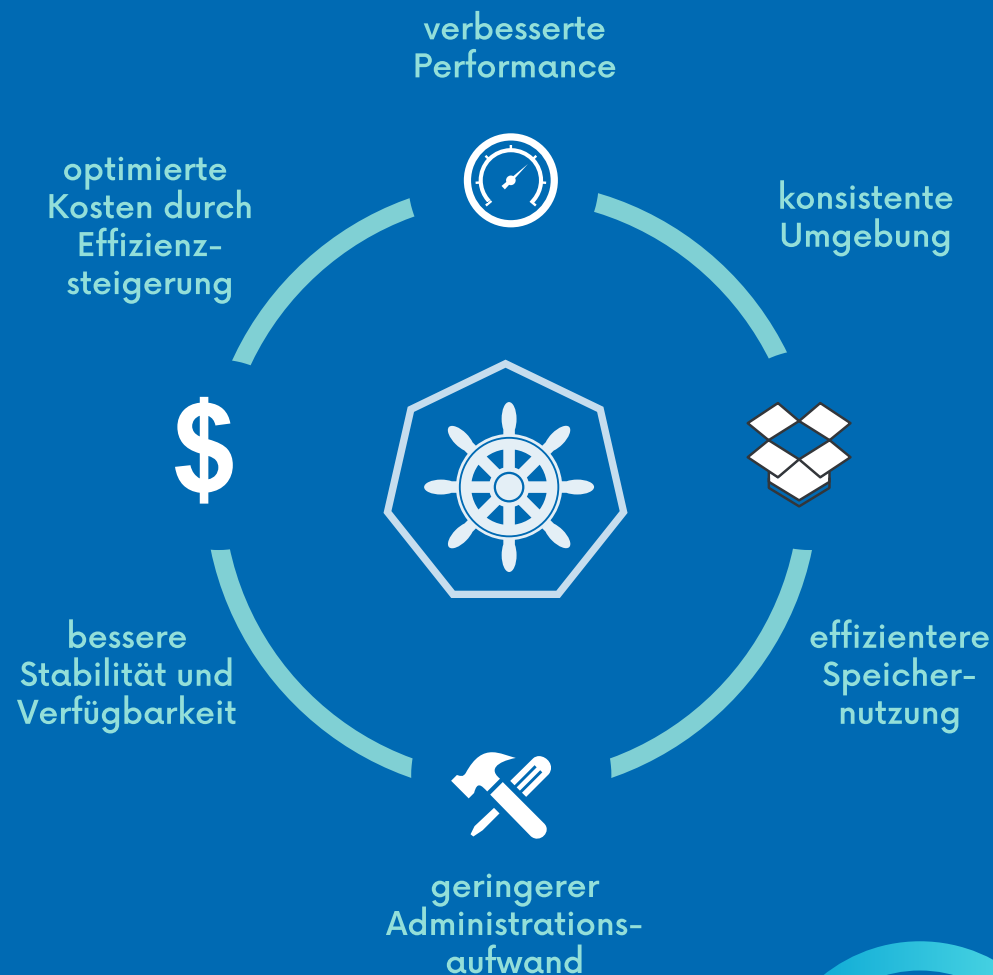 verbesserte
Performance
optimierte
Kosten durch
Effizienz-
steigerung
konsistente
Umgebung
$
bessere
Stabilität und
Verfügbarkeit
effizientere
Speicher-
nutzung
geringerer
Administrations-
aufwand